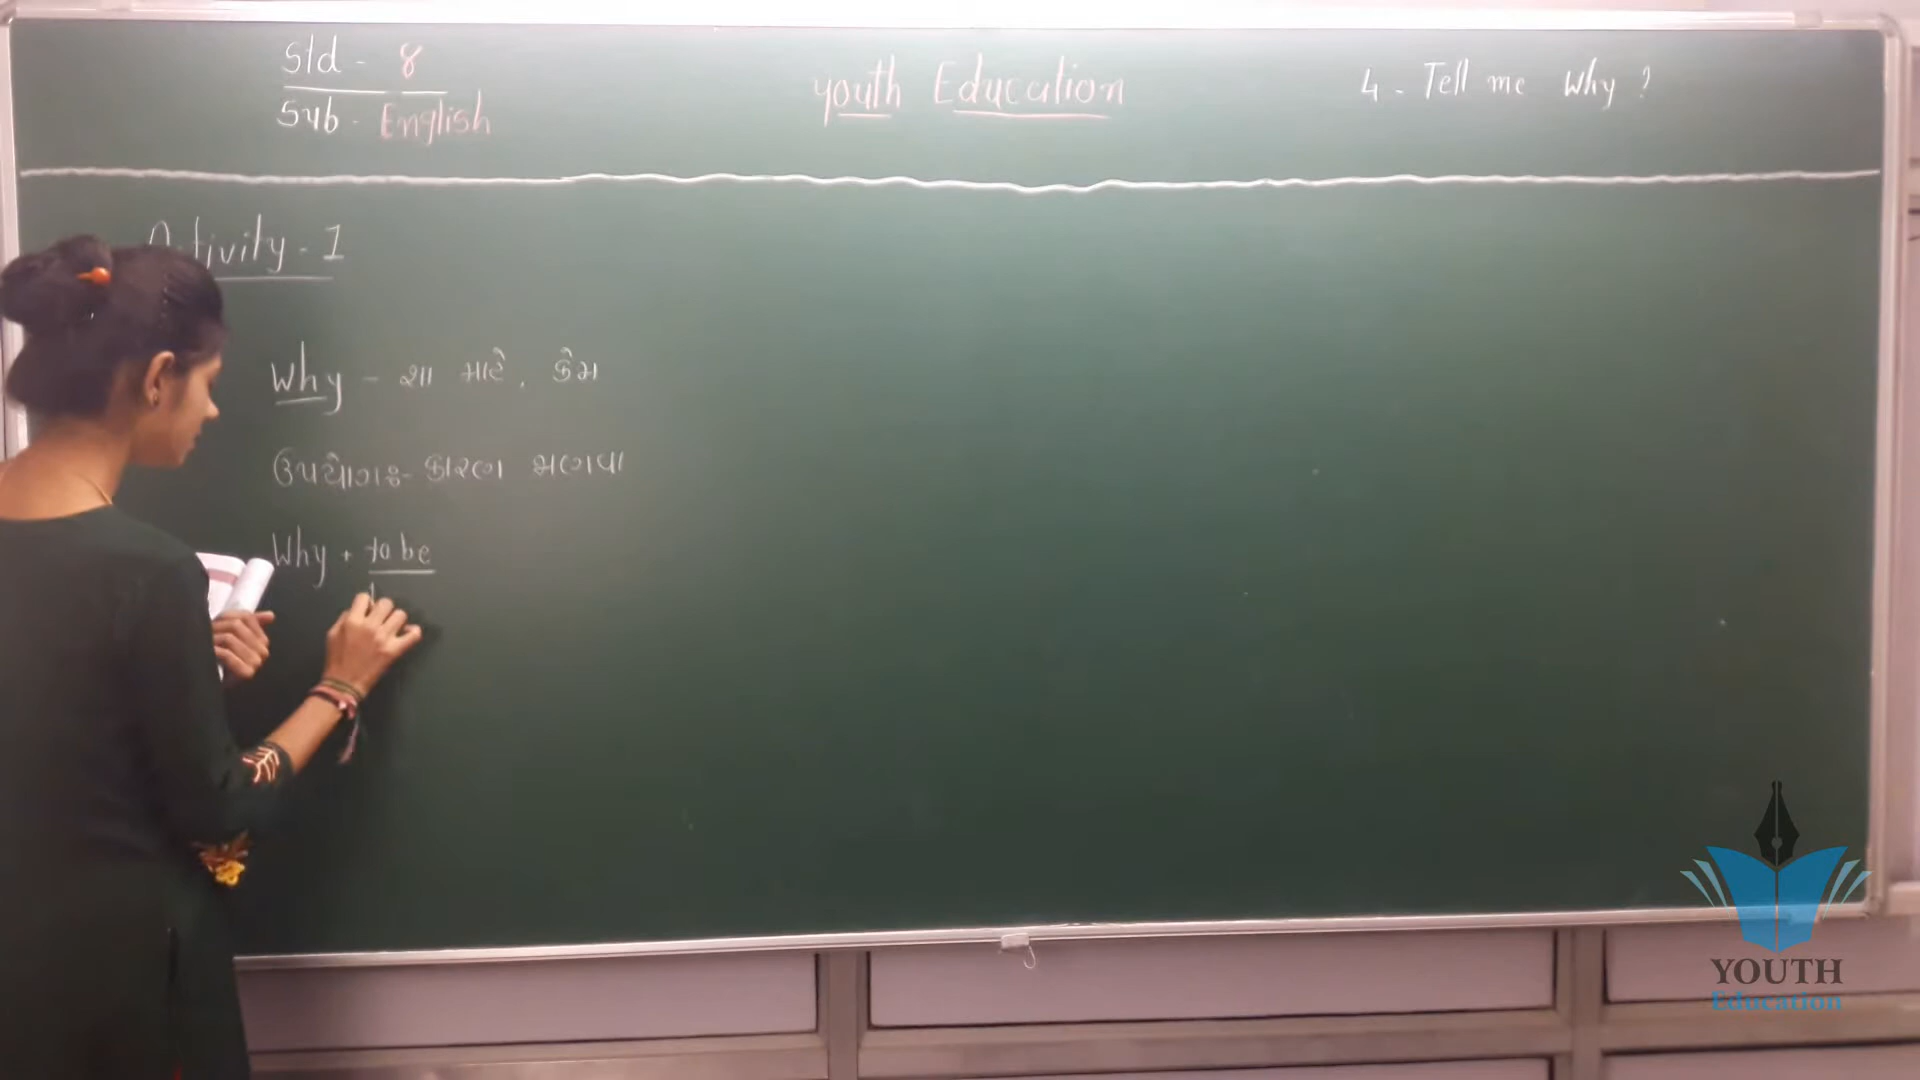 Std - 8
Sub - English
youth Education
4 - Tell me Why ?
Activity - 1
Why - શા માટે, કેમ
ઉપયોગઃ- કારણ જાણવા
Why + to be
YOUTH
Education